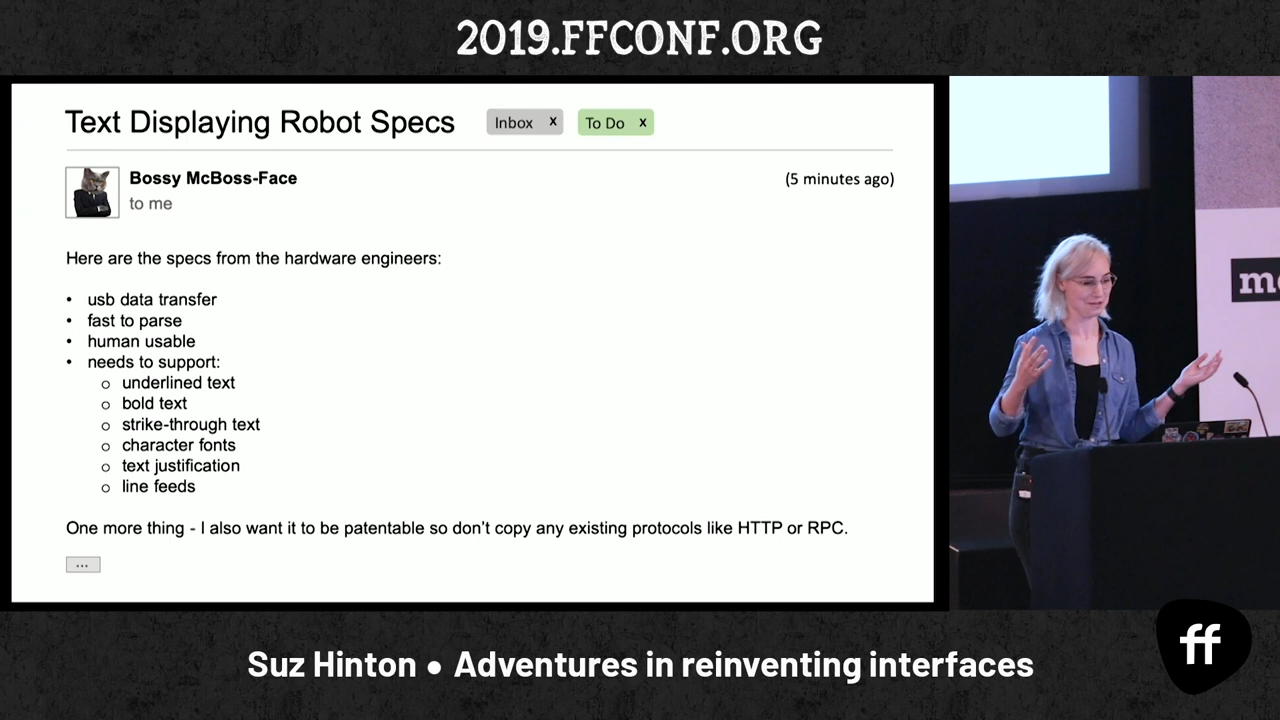 2019.FFCONF.ORG
Text Displaying Robot Specs
Inbox x
To Do x
Bossy McBoss-Face
(5 minutes ago)
to me
Here are the specs from the hardware engineers:
• usb data transfer
• fast to parse
• human usable
• needs to support:
o underlined text
o bold text
o strike-through text
o character fonts
o text justification
o line feeds
One more thing - I also want it to be patentable so don't copy any existing protocols like HTTP or RPC.
...
Suz Hinton • Adventures in reinventing interfaces
ff